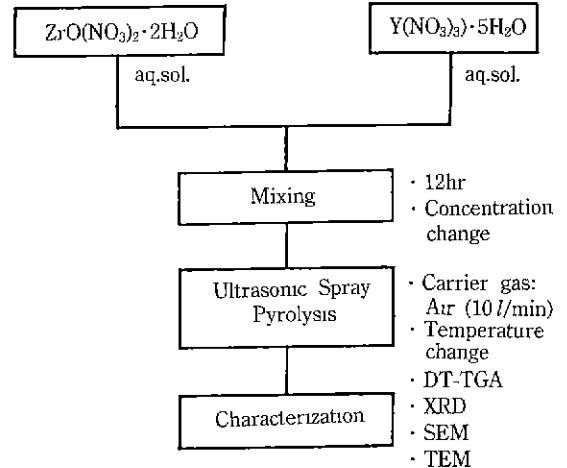 ZrO(NO₃)₂·2H₂O
Y(NO₃)₃)·5H₂O
aq.sol.
aq.sol.
Mixing
· 12hr
· Concentration
change
Ultrasonic Spray
Pyrolysis
· Carrier gas:
Air (10 l/min)
· Temperature
change
Characterization
· DT-TGA
· XRD
· SEM
· TEM